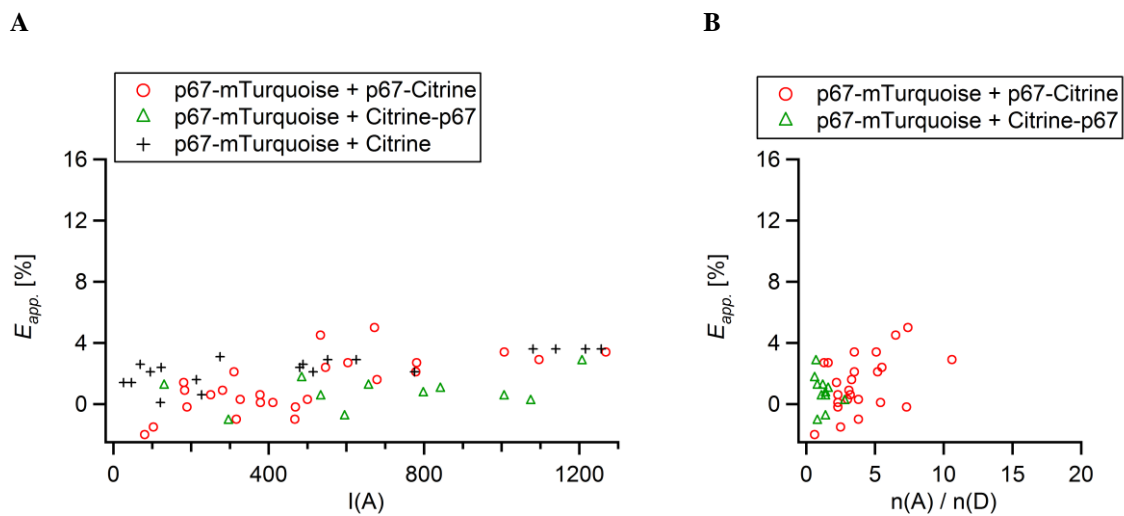 A
B
p67-mTurquoise + p67-Citrine
p67-mTurquoise + Citrine-p67
p67-mTurquoise + Citrine
p67-mTurquoise + p67-Citrine
p67-mTurquoise + Citrine-p67
16
12
8
4
0
E app. [%]
0
400
800
1200
I(A)
16
12
8
4
0
E app. [%]
0
5
10
15
20
n(A) / n(D)